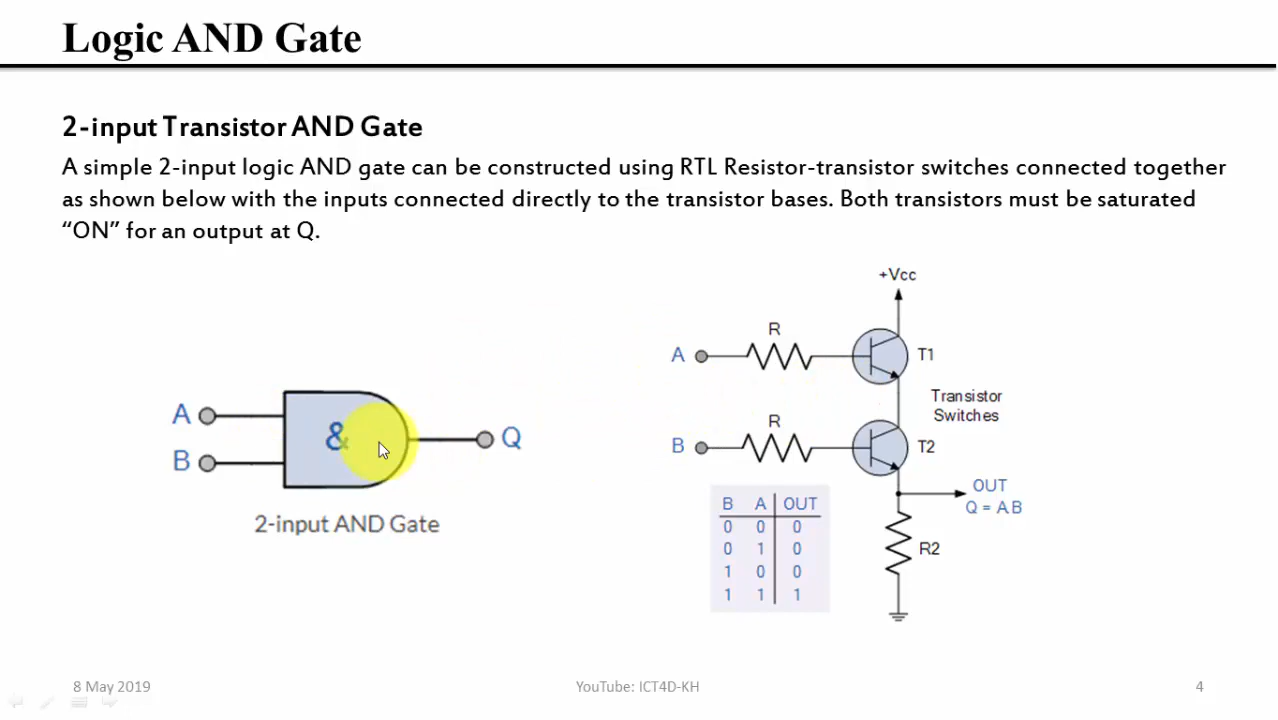 Logic AND Gate
2-input Transistor AND Gate
A simple 2-input logic AND gate can be constructed using RTL Resistor-transistor switches connected together
as shown below with the inputs connected directly to the transistor bases. Both transistors must be saturated
“ON” for an output at Q.
A
B
&
Q
2-input AND Gate
+Vcc
A
R
T1
Transistor
Switches
B
R
T2
OUT
Q = A.B
R2
B A OUT
0 0 0
0 1 0
1 0 0
1 1 1
8 May 2019
YouTube: ICT4D-KH
4